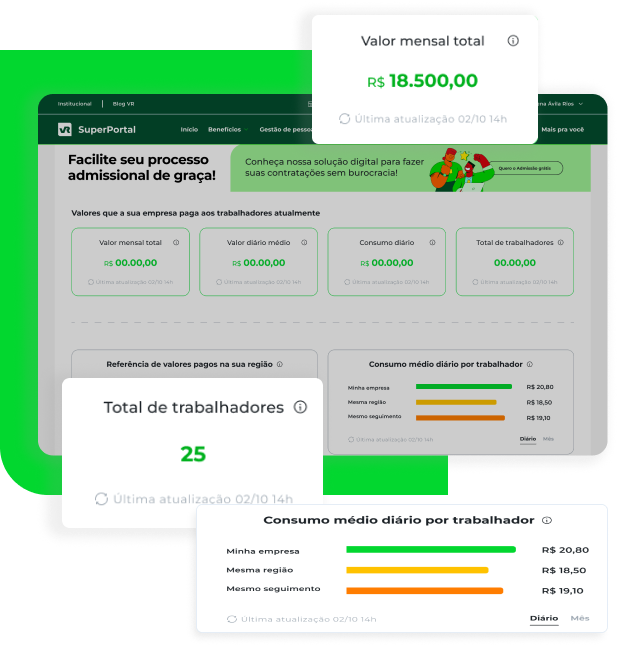 Valor mensal total
R$ 18.500,00
Última atualização 02/10 14h
Institucional
Blog VR
na Ávila Rios
VR SuperPortal
Início
Benefícios
Gestão de pessoa
Mais pra você
Facilite seu processo
admissional de graça!
Conheça nossa solução digital para fazer
suas contratações sem burocracia!
Quero o Admissão grátis
Valores que a sua empresa paga aos trabalhadores atualmente
Valor mensal total
R$ 00.00,00
Última atualização 02/10 14h
Valor diário médio
R$ 00.00,00
Última atualização 02/10 14h
Consumo diário
R$ 00.00,00
Última atualização 02/10 14h
Total de trabalhadores
00.00,00
Última atualização 02/10 14h
Referência de valores pagos na sua região
Consumo médio diário por trabalhador
Minha empresa R$ 20,80
Mesma região R$ 18,50
Mesmo seguimento R$ 19,10
Última atualização 02/10 14h
Diário Mês
Total de trabalhadores
25
Última atualização 02/10 14h
Consumo médio diário por trabalhador
Minha empresa R$ 20,80
Mesma região R$ 18,50
Mesmo seguimento R$ 19,10
Última atualização 02/10 14h
Diário Mês